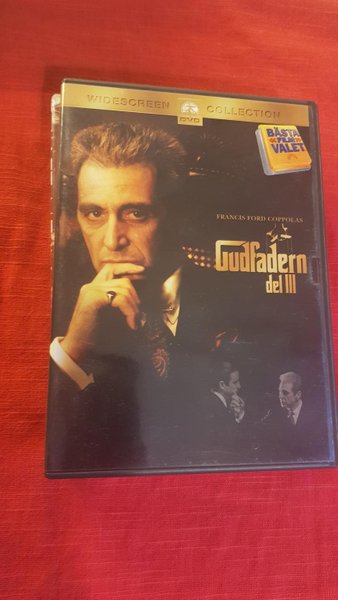 WIDESCREEN DVD COLLECTION
BÄSTA
FILM
VALET
FRANCIS FORD COPPOLAS
Gudfadern
del III